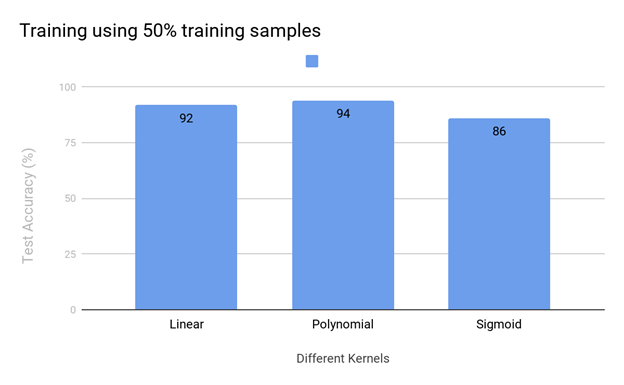 Training using 50% training samples
100
75
50
25
0
Test Accuracy (%)
92
94
86
Linear
Polynomial
Sigmoid
Different Kernels